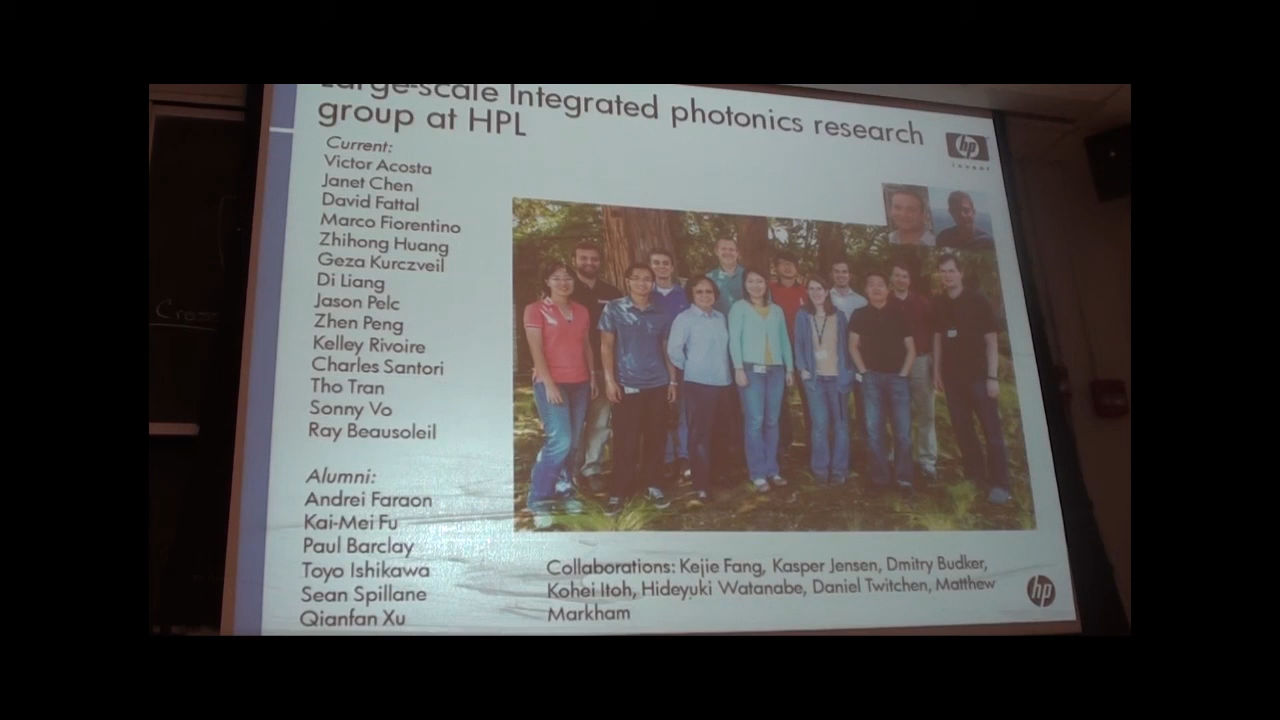 Large-scale Integrated photonics research
group at HPL
hp
invent
Current:
Victor Acosta
Janet Chen
David Fattal
Marco Fiorentino
Zhihong Huang
Geza Kurczveil
Di Liang
Jason Pelc
Zhen Peng
Kelley Rivoire
Charles Santori
Tho Tran
Sonny Vo
Ray Beausoleil
Alumni:
Andrei Faraon
Kai-Mei Fu
Paul Barclay
Toyo Ishikawa
Sean Spillane
Qianfan Xu
Collaborations: Kejie Fang, Kasper Jensen, Dmitry Budker,
Kohei Itoh, Hideyuki Watanabe, Daniel Twitchen, Matthew
Markham
hp